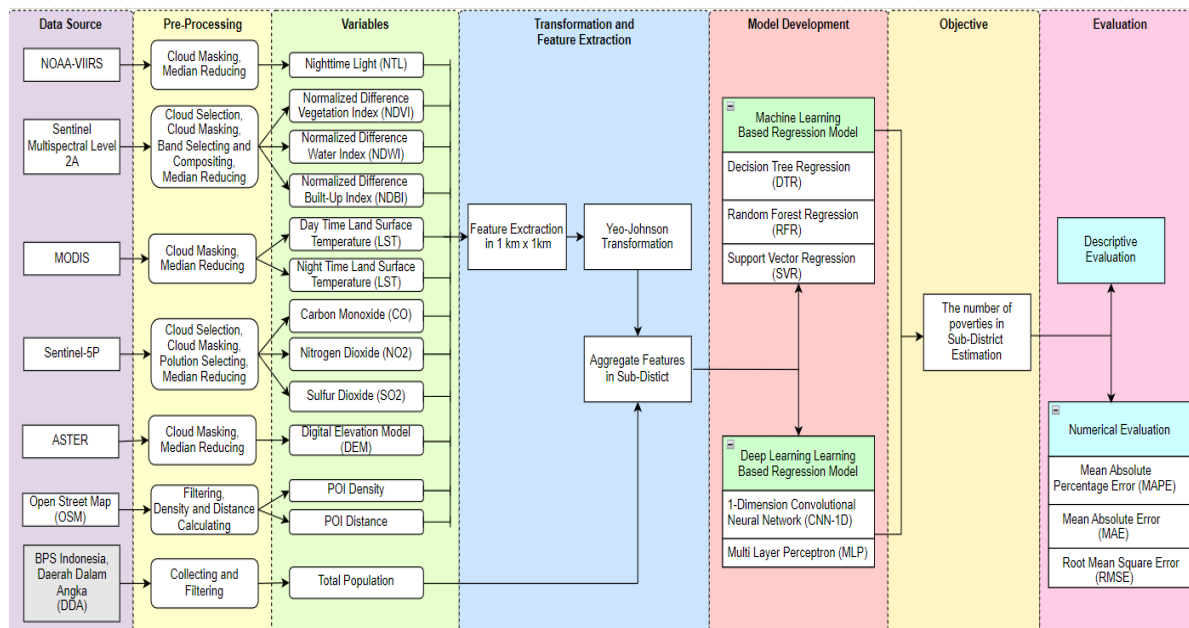 Data Source
NOAA-VIIRS
Sentinel
Multispectral Level
2A
MODIS
Sentinel-5P
ASTER
Open Street Map
(OSM)
BPS Indonesia,
Daerah Dalam
Angka
(DDA)
Pre-Processing
Cloud Masking,
Median Reducing
Cloud Selection,
Cloud Masking,
Band Selecting and
Compositing,
Median Reducing
Cloud Masking,
Median Reducing
Cloud Selection,
Cloud Masking,
Polution Selecting,
Median Reducing
Cloud Masking,
Median Reducing
Filtering,
Density and Distance
Calculating
Collecting and
Filtering
Variables
Nighttime Light (NTL)
Normalized Difference
Vegetation Index (NDVI)
Normalized Difference
Water Index (NDWI)
Normalized Difference
Built-Up Index (NDBI)
Day Time Land Surface
Temperature (LST)
Night Time Land Surface
Temperature (LST)
Carbon Monoxide (CO)
Nitrogen Dioxide (NO2)
Sulfur Dioxide (SO2)
Digital Elevation Model
(DEM)
POI Density
POI Distance
Total Population
Transformation and
Feature Extraction
Feature Exctraction
in 1 km x 1km
Yeo-Johnson
Transformation
Aggregate Features
in Sub-Distict
Model Development
Machine Learning
Based Regression Model
Decision Tree Regression
(DTR)
Random Forest Regression
(RFR)
Support Vector Regression
(SVR)
Deep Learning Learning
Based Regression Model
1-Dimension Convolutional
Neural Network (CNN-1D)
Multi Layer Perceptron (MLP)
Objective
The number of
poverties in
Sub-District
Estimation
Evaluation
Descriptive
Evaluation
Numerical Evaluation
Mean Absolute
Percentage Error (MAPE)
Mean Absolute Error
(MAE)
Root Mean Square Error
(RMSE)